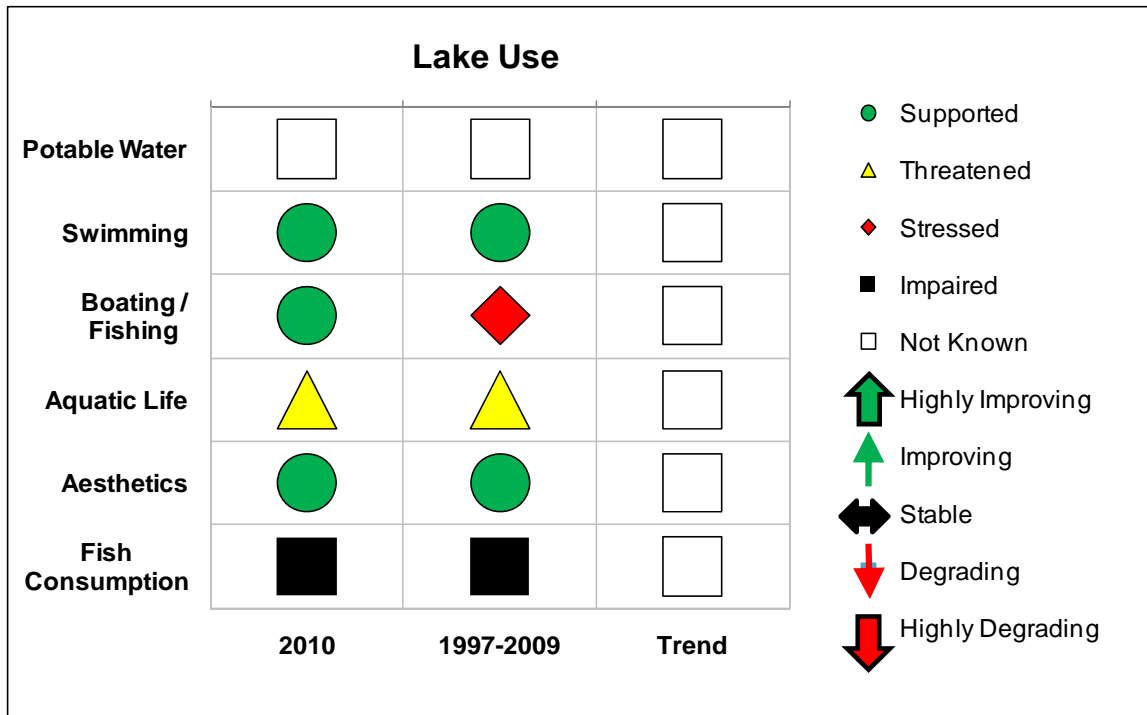 Lake Use
Potable Water
Swimming
Boating /
Fishing
Aquatic Life
Aesthetics
Fish
Consumption
2010
1997-2009
Trend
Supported
Threatened
Stressed
Impaired
Not Known
Highly Improving
Improving
Stable
Degrading
Highly Degrading